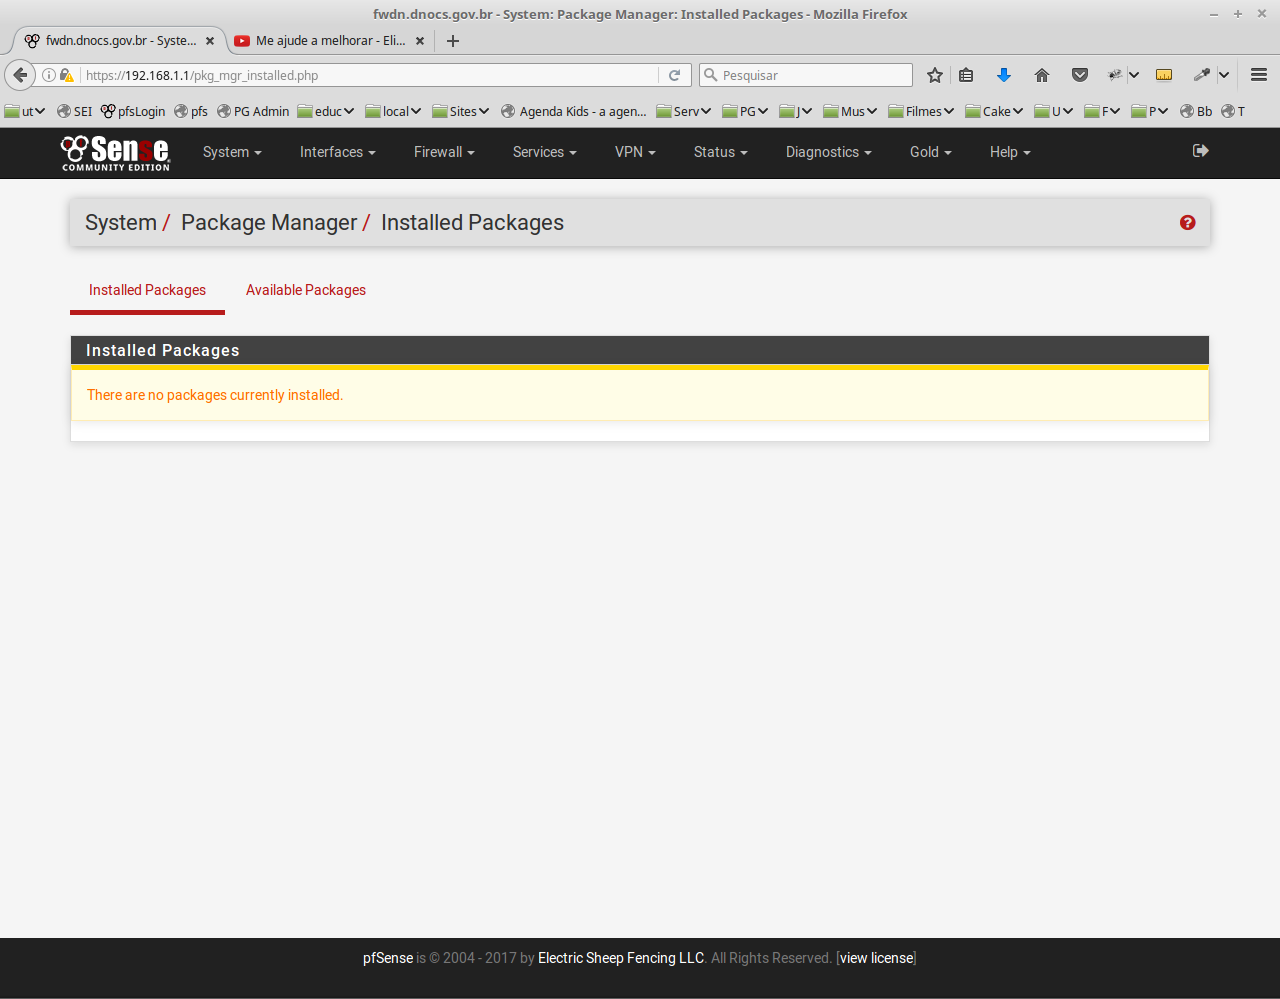 fwdn.dnocs.gov.br - System: Package Manager: Installed Packages - Mozilla Firefox
fwdn.dnocs.gov.br - Syste... Me ajude a melhorar - Eli...
https://192.168.1.1/pkg_mgr_installed.php Pesquisar
ut SEI pfsLogin pfs PG Admin educ local Sites Agenda Kids - a agen... Serv PG J Mus Filmes Cake U F P Bb T
Sense System Interfaces Firewall Services VPN Status Diagnostics Gold Help
COMMUNITY EDITION
System / Package Manager / Installed Packages
Installed Packages Available Packages
Installed Packages
There are no packages currently installed.
pfSense is © 2004 - 2017 by Electric Sheep Fencing LLC. All Rights Reserved. [view license]